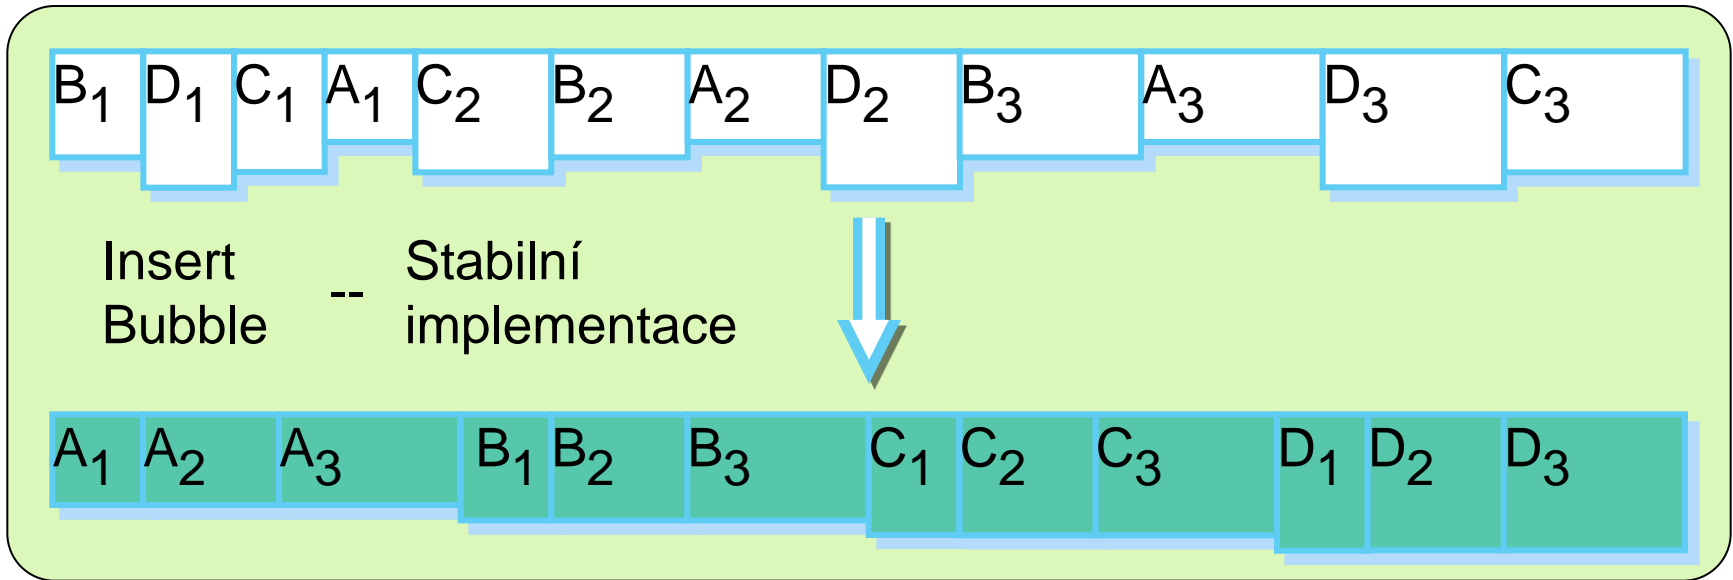 B1 D1 C1 A1 C2 B2 A2 D2 B3 A3 D3 C3
Insert
Bubble
--
Stabilní
implementace
A1 A2 A3 B1 B2 B3 C1 C2 C3 D1 D2 D3